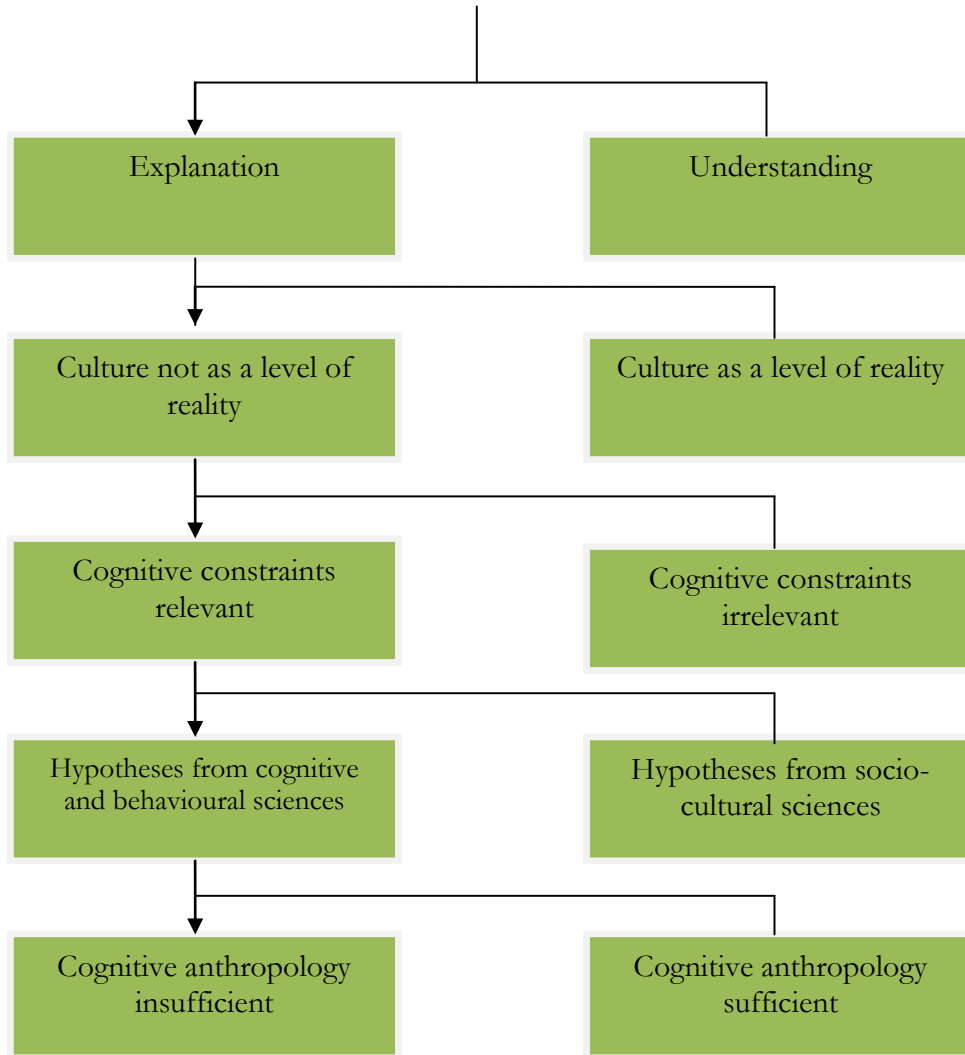 Explanation
Understanding
Culture not as a level of
reality
Culture as a level of reality
Cognitive constraints
relevant
Cognitive constraints
irrelevant
Hypotheses from cognitive
and behavioural sciences
Hypotheses from socio-
cultural sciences
Cognitive anthropology
insufficient
Cognitive anthropology
sufficient